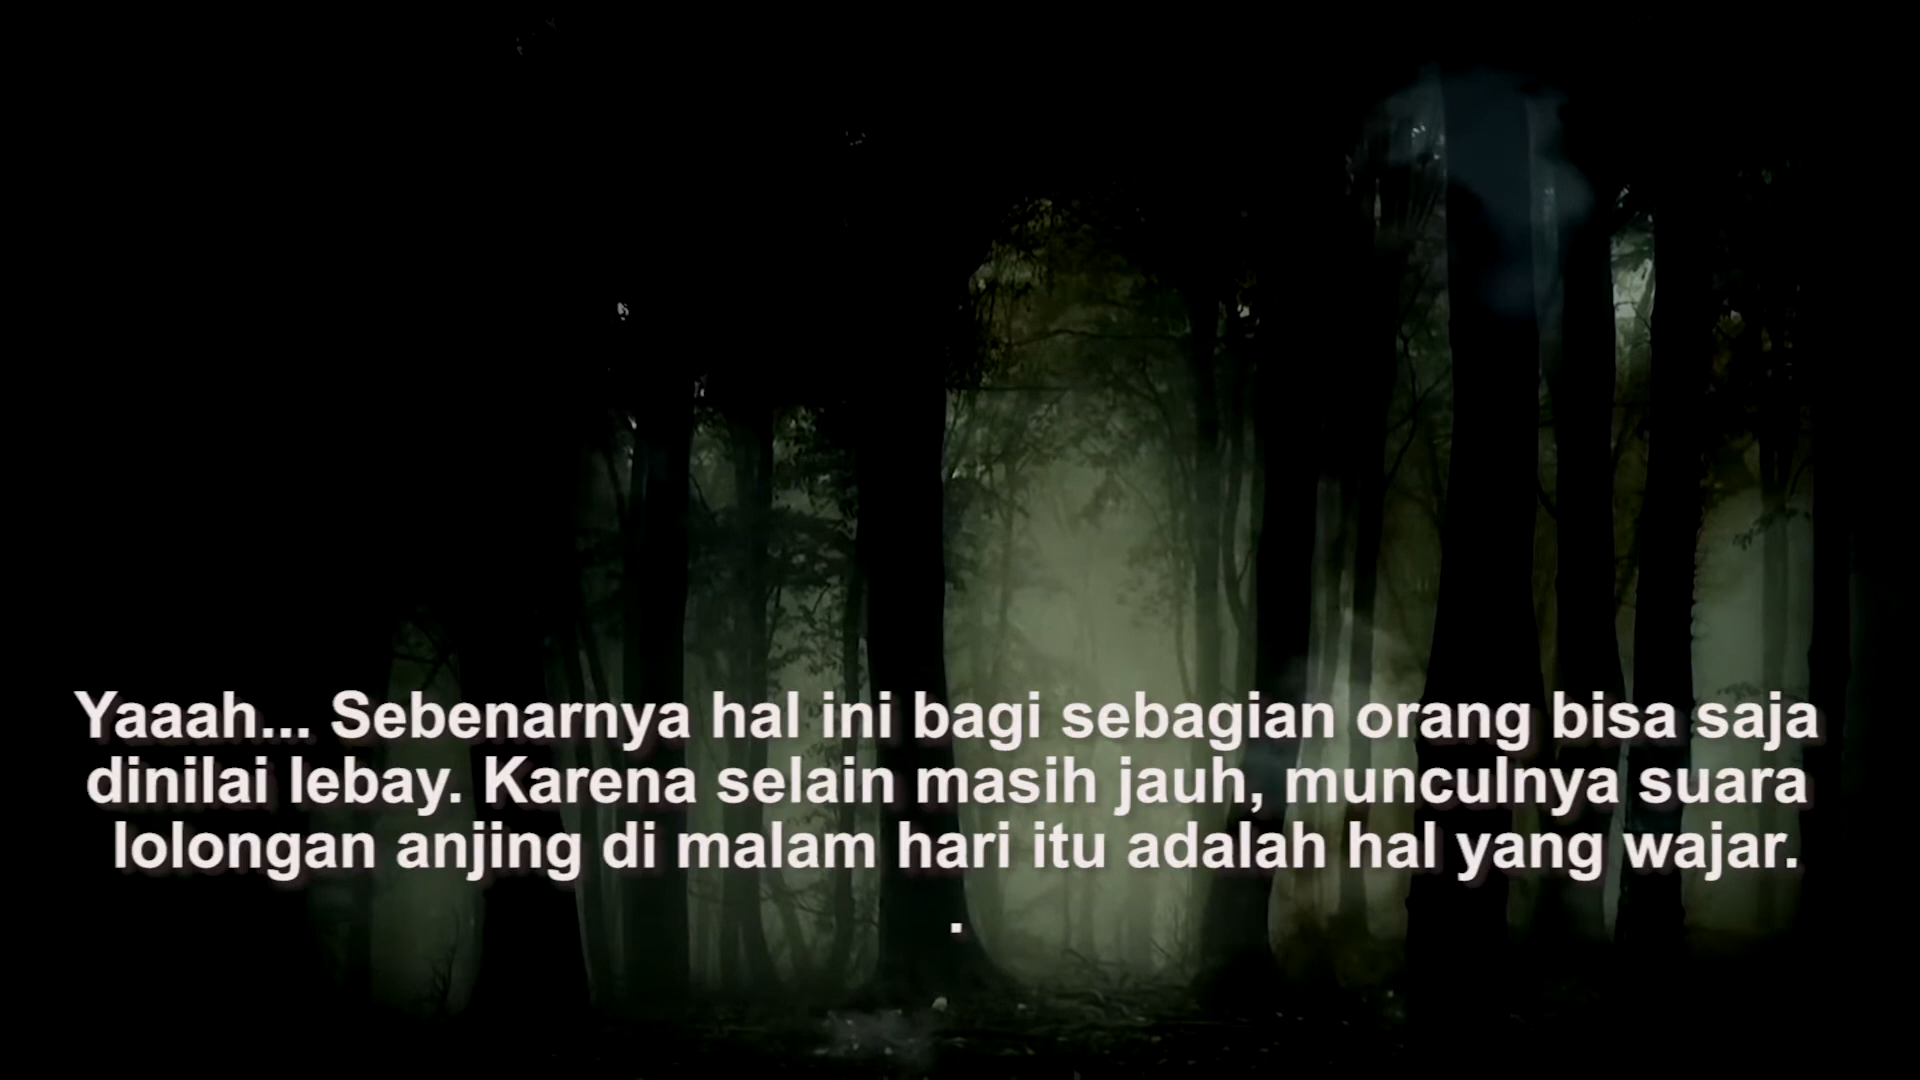 Yaaah... Sebenarnya hal ini bagi sebagian orang bisa saja
dinilai lebay. Karena selain masih jauh, munculnya suara
lolongan anjing di malam hari itu adalah hal yang wajar.
.